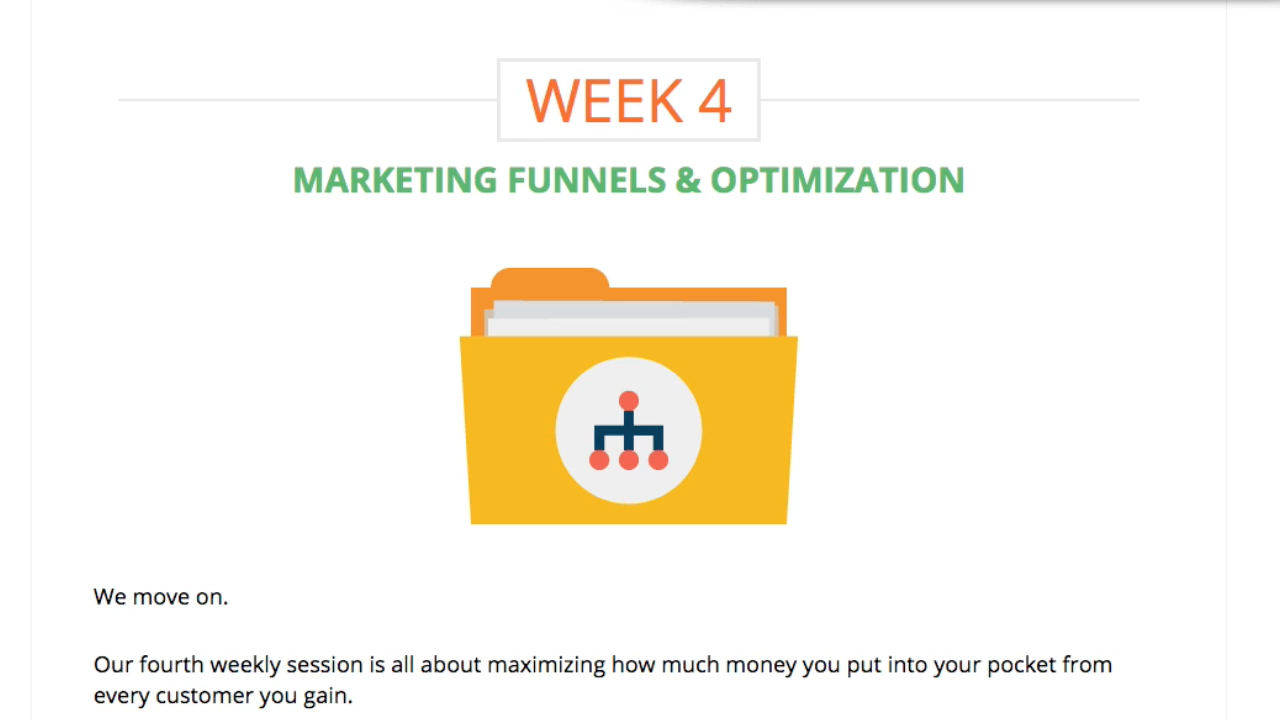 WEEK 4
MARKETING FUNNELS & OPTIMIZATION
We move on.
Our fourth weekly session is all about maximizing how much money you put into your pocket from
every customer you gain.